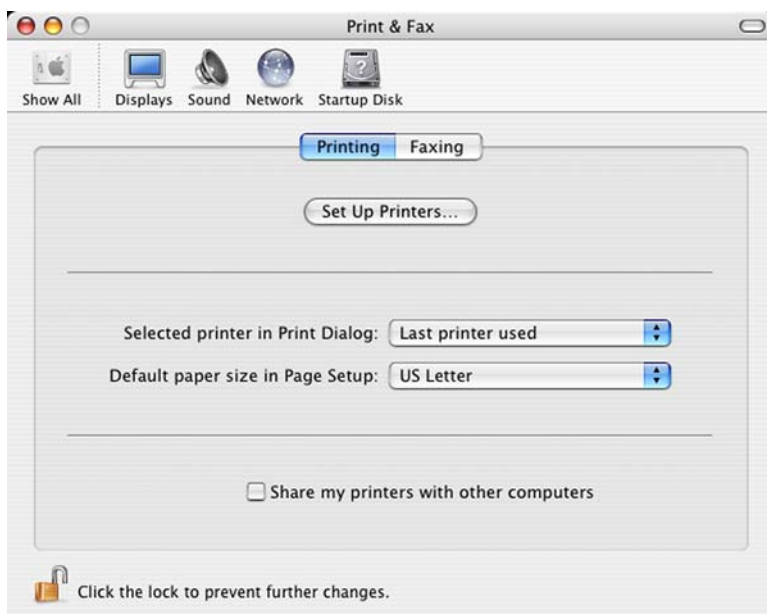 Print & Fax
Show All Displays Sound Network Startup Disk
Printing Faxing
Set Up Printers...
Selected printer in Print Dialog: Last printer used
Default paper size in Page Setup: US Letter
Share my printers with other computers
Click the lock to prevent further changes.